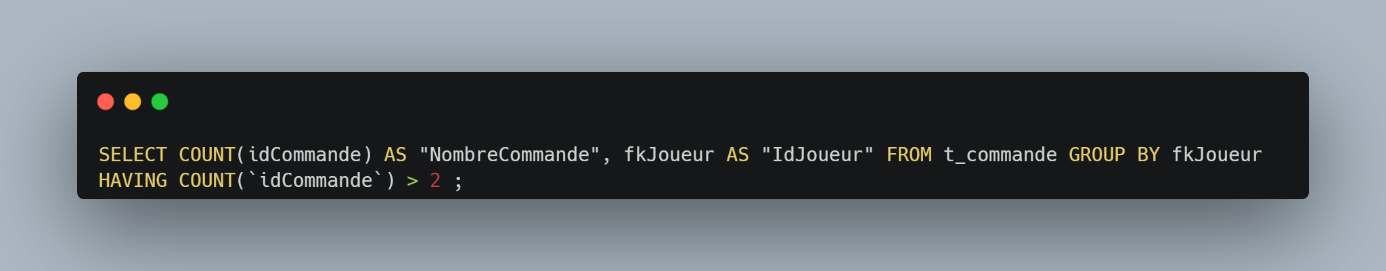 SELECT COUNT(idCommande) AS "NombreCommande", fkJoueur AS "IdJoueur" FROM t_commande GROUP BY fkJoueur
HAVING COUNT(`idCommande`) > 2 ;